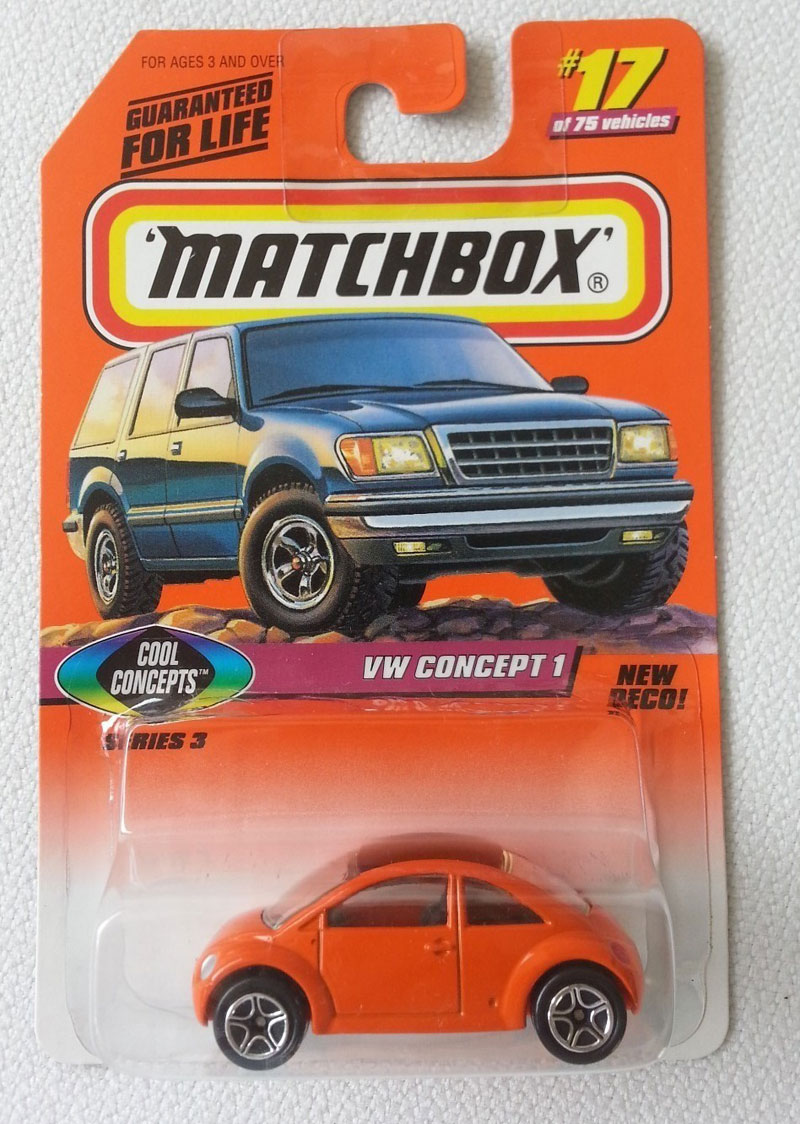 FOR AGES 3 AND OVER
GUARANTEED
FOR LIFE
#17
of 75 vehicles
'MATCHBOX'®
COOL
CONCEPTS™
VW CONCEPT 1
NEW
DECO!
SERIES 3